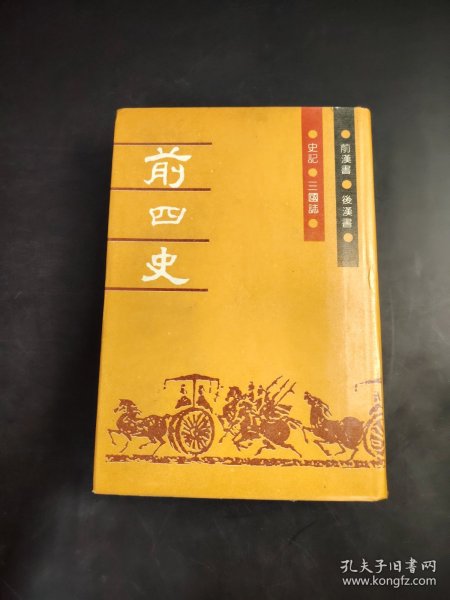 前四史
前漢書 後漢書
史記 三國誌
孔夫子旧书网
www.kongfz.com